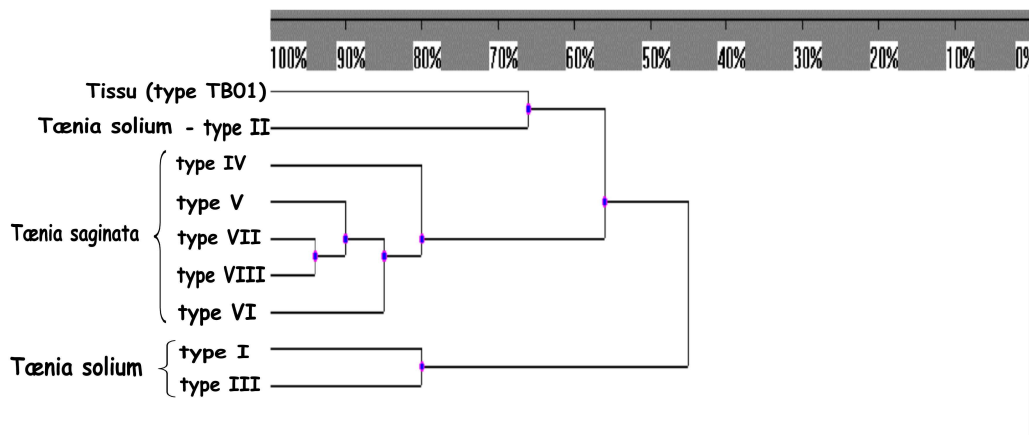 100% 90% 80% 70% 60% 50% 40% 30% 20% 10% 0%
Tissu (type TB01)
Tænia solium - type II
type IV
type V
Tænia saginata
type VII
type VIII
type VI
type I
Tænia solium
type III